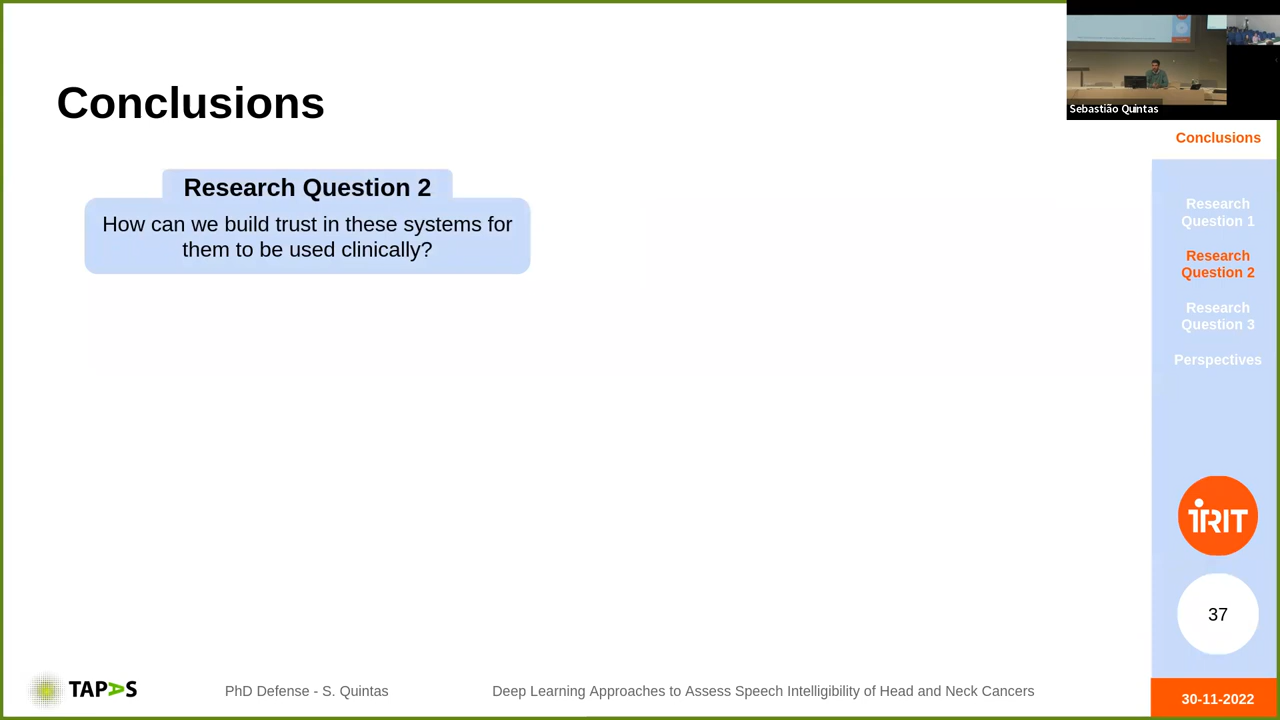 Conclusions
Research Question 2
How can we build trust in these systems for
them to be used clinically?
Sebastião Quintas
Conclusions
Research
Question 1
Research
Question 2
Research
Question 3
Perspectives
iRIT
37
TAPAS
PhD Defense - S. Quintas
Deep Learning Approaches to Assess Speech Intelligibility of Head and Neck Cancers
30-11-2022